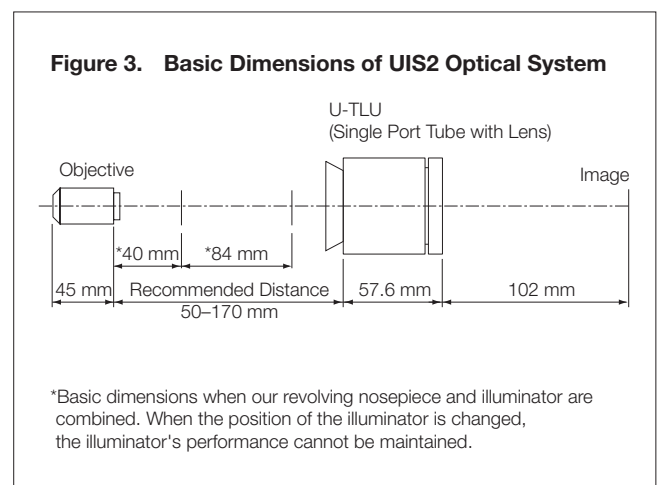 Figure 3. Basic Dimensions of UIS2 Optical System
U-TLU
(Single Port Tube with Lens)
Objective
Image
*40 mm
*84 mm
45 mm
Recommended Distance
50–170 mm
57.6 mm
102 mm
*Basic dimensions when our revolving nosepiece and illuminator are
combined. When the position of the illuminator is changed,
the illuminator's performance cannot be maintained.